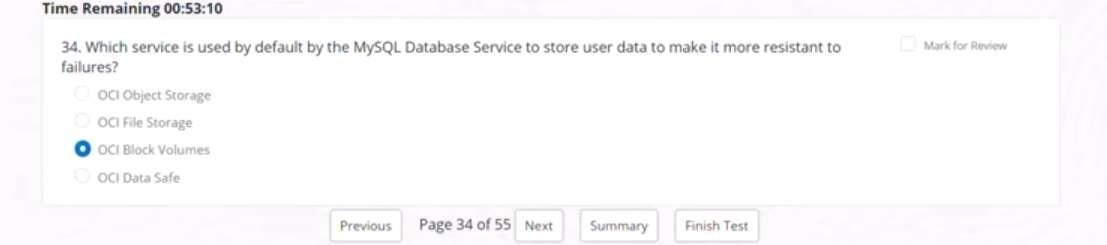 Time Remaining 00:53:10
34. Which service is used by default by the MySQL Database Service to store user data to make it more resistant to
failures?
Mark for Review
OCI Object Storage
OCI File Storage
OCI Block Volumes
OCI Data Safe
Previous Page 34 of 55 Next Summary Finish Test